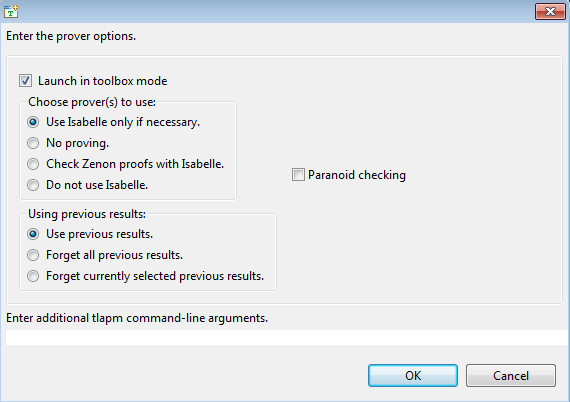 Enter the prover options.
Launch in toolbox mode
Choose prover(s) to use:
Use Isabelle only if necessary.
No proving.
Check Zenon proofs with Isabelle.
Do not use Isabelle.
Paranoid checking
Using previous results:
Use previous results.
Forget all previous results.
Forget currently selected previous results.
Enter additional tlapm command-line arguments.
OK Cancel